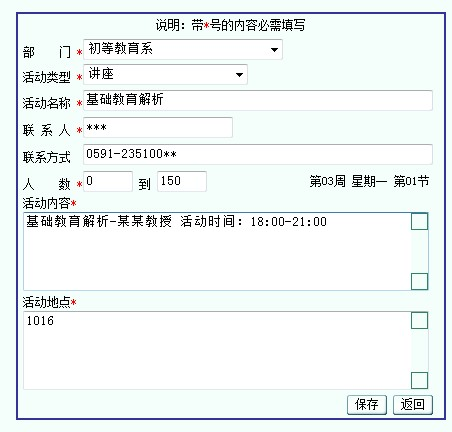 说明：带*号的内容必需填写
部 门 * 初等教育系
活动类型 * 讲座
活动名称 * 基础教育解析
联 系 人 * ***
联系方式 0591-235100**
人 数 * 0 到 150 第03周 星期一 第01节
活动内容*
基础教育解析-某某教授 活动时间：18:00-21:00
活动地点*
1016
保存 返回